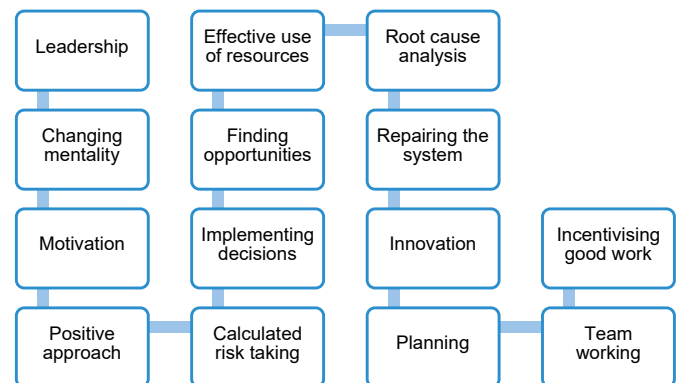 Leadership
Changing
mentality
Motivation
Positive
approach
Calculated
risk taking
Implementing
decisions
Finding
opportunities
Effective use
of resources
Root cause
analysis
Repairing the
system
Innovation
Planning
Team
working
Incentivising
good work